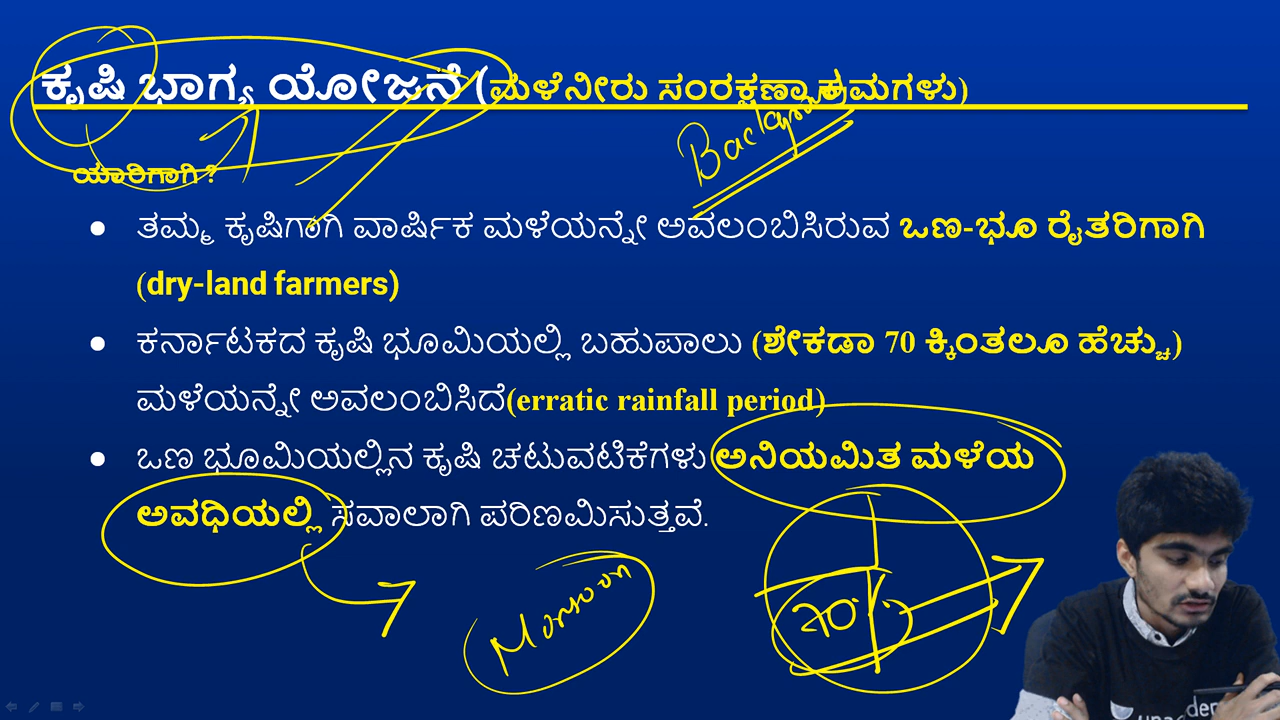 ಕೃಷಿ ಭಾಗ್ಯ ಯೋಜನೆ (ಮಳೆನೀರು ಸಂರಕ್ಷಣಾ ಕ್ರಮಗಳು)
ಯಾರಿಗಾಗಿ?
● ತಮ್ಮ ಕೃಷಿಗಾಗಿ ವಾರ್ಷಿಕ ಮಳೆಯನ್ನೇ ಅವಲಂಬಿಸಿರುವ ಒಣ-ಭೂ ರೈತರಿಗಾಗಿ
(dry-land farmers)
● ಕರ್ನಾಟಕದ ಕೃಷಿ ಭೂಮಿಯಲ್ಲಿ ಬಹುಪಾಲು (ಶೇಕಡಾ 70 ಕ್ಕಿಂತಲೂ ಹೆಚ್ಚು)
ಮಳೆಯನ್ನೇ ಅವಲಂಬಿಸಿದೆ(erratic rainfall period)
● ಒಣ ಭೂಮಿಯಲ್ಲಿನ ಕೃಷಿ ಚಟುವಟಿಕೆಗಳು ಅನಿಯಮಿತ ಮಳೆಯ
ಅವಧಿಯಲ್ಲಿ ಸವಾಲಾಗಿ ಪರಿಣಮಿಸುತ್ತವೆ.
Monsoon
70%